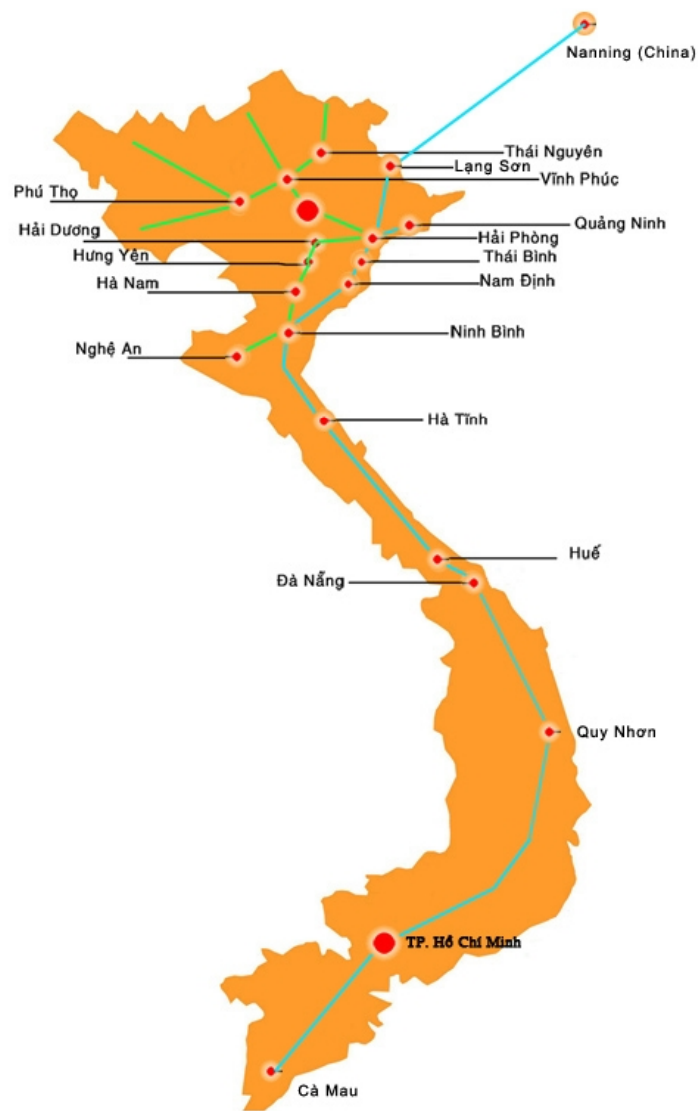 Nanning (China)
Thái Nguyên
Lạng Sơn
Vĩnh Phúc
Phú Thọ
Quảng Ninh
Hải Dương
Hải Phòng
Hưng Yên
Thái Bình
Hà Nam
Nam Định
Ninh Bình
Nghệ An
Hà Tĩnh
Huế
Đà Nẵng
Quy Nhơn
TP. Hồ Chí Minh
Cà Mau